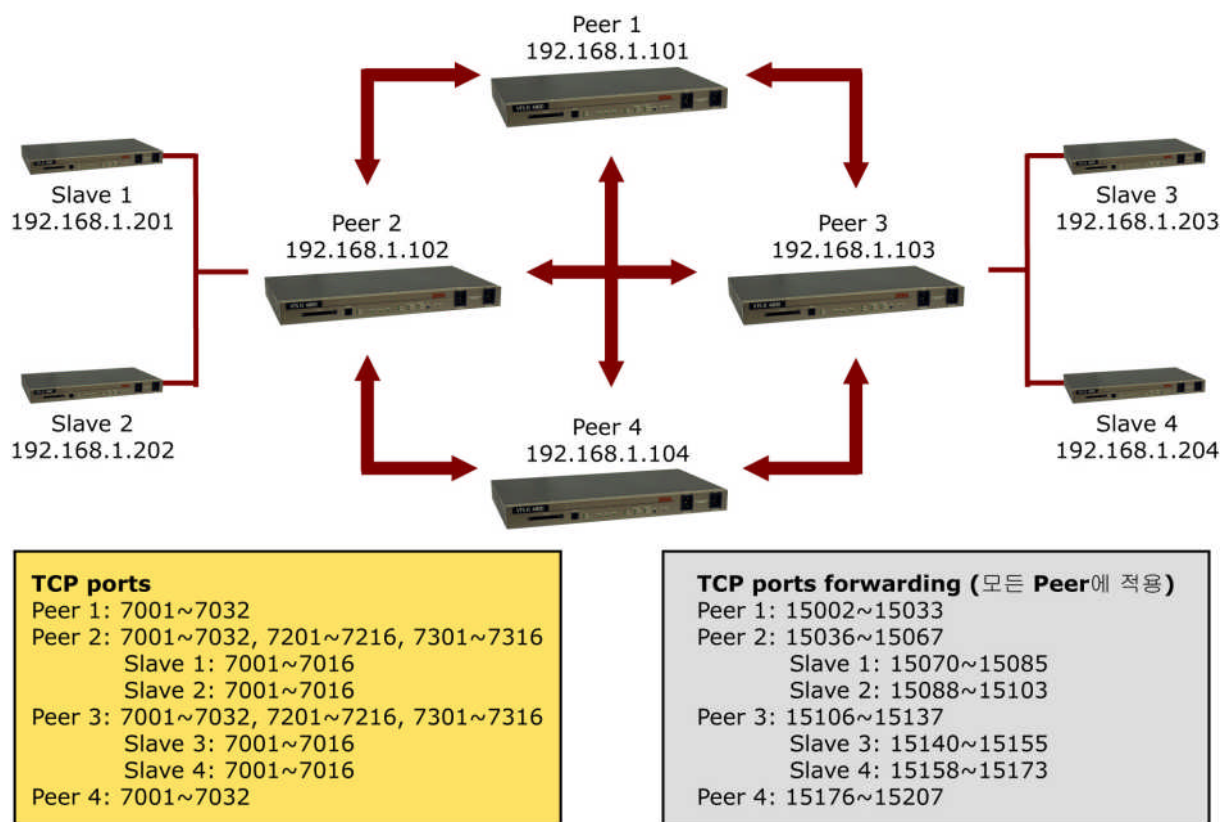 Peer 1
192.168.1.101
Slave 1
192.168.1.201
Peer 2
192.168.1.102
Peer 3
192.168.1.103
Slave 3
192.168.1.203
Slave 2
192.168.1.202
Peer 4
192.168.1.104
Slave 4
192.168.1.204
TCP ports
Peer 1: 7001~7032
Peer 2: 7001~7032, 7201~7216, 7301~7316
Slave 1: 7001~7016
Slave 2: 7001~7016
Peer 3: 7001~7032, 7201~7216, 7301~7316
Slave 3: 7001~7016
Slave 4: 7001~7016
Peer 4: 7001~7032
TCP ports forwarding (모든 Peer에 적용)
Peer 1: 15002~15033
Peer 2: 15036~15067
Slave 1: 15070~15085
Slave 2: 15088~15103
Peer 3: 15106~15137
Slave 3: 15140~15155
Slave 4: 15158~15173
Peer 4: 15176~15207